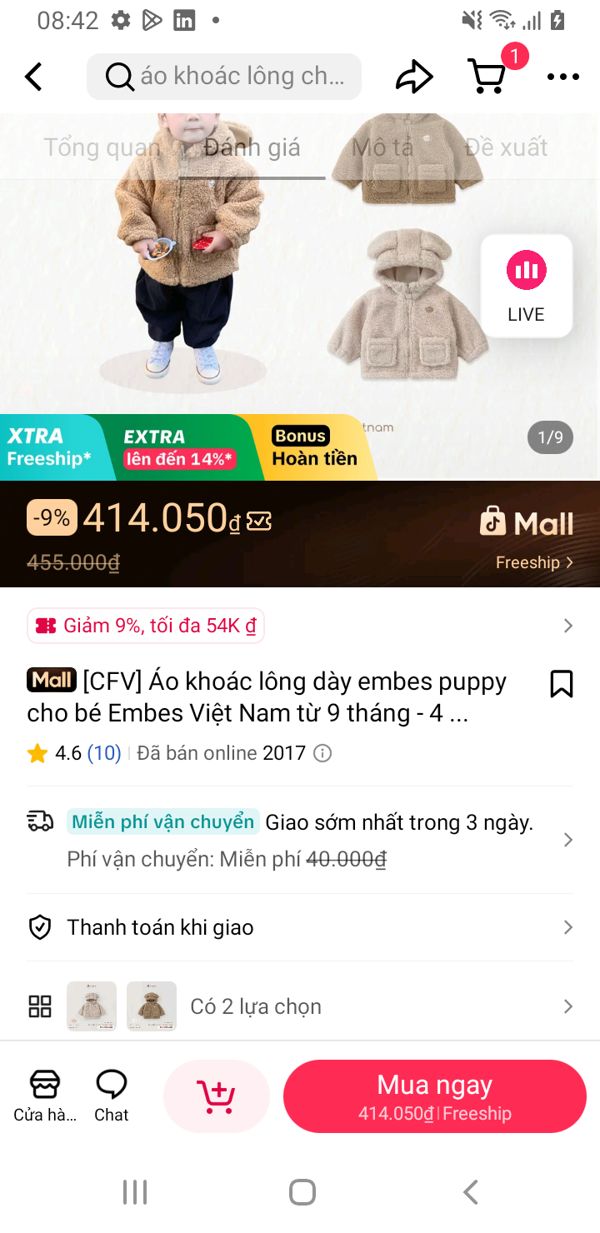 08:42
1
áo khoác lông ch...
Tổng quan Đánh giá Mô tả Đề xuất
LIVE
XTRA
Freeship*
EXTRA
lên đến 14%*
Bonus
Hoàn tiền
tnam
1/9
-9% 414.050₫
Mall
455.000₫
Freeship
Giảm 9%, tối đa 54K ₫
Mall [CFV] Áo khoác lông dày embes puppy
cho bé Embes Việt Nam từ 9 tháng - 4 ...
4.6 (10) Đã bán online 2017
Miễn phí vận chuyển Giao sớm nhất trong 3 ngày.
Phí vận chuyển: Miễn phí 40.000₫
Thanh toán khi giao
Có 2 lựa chọn
Cửa hà...
Chat
Mua ngay
414.050₫ | Freeship